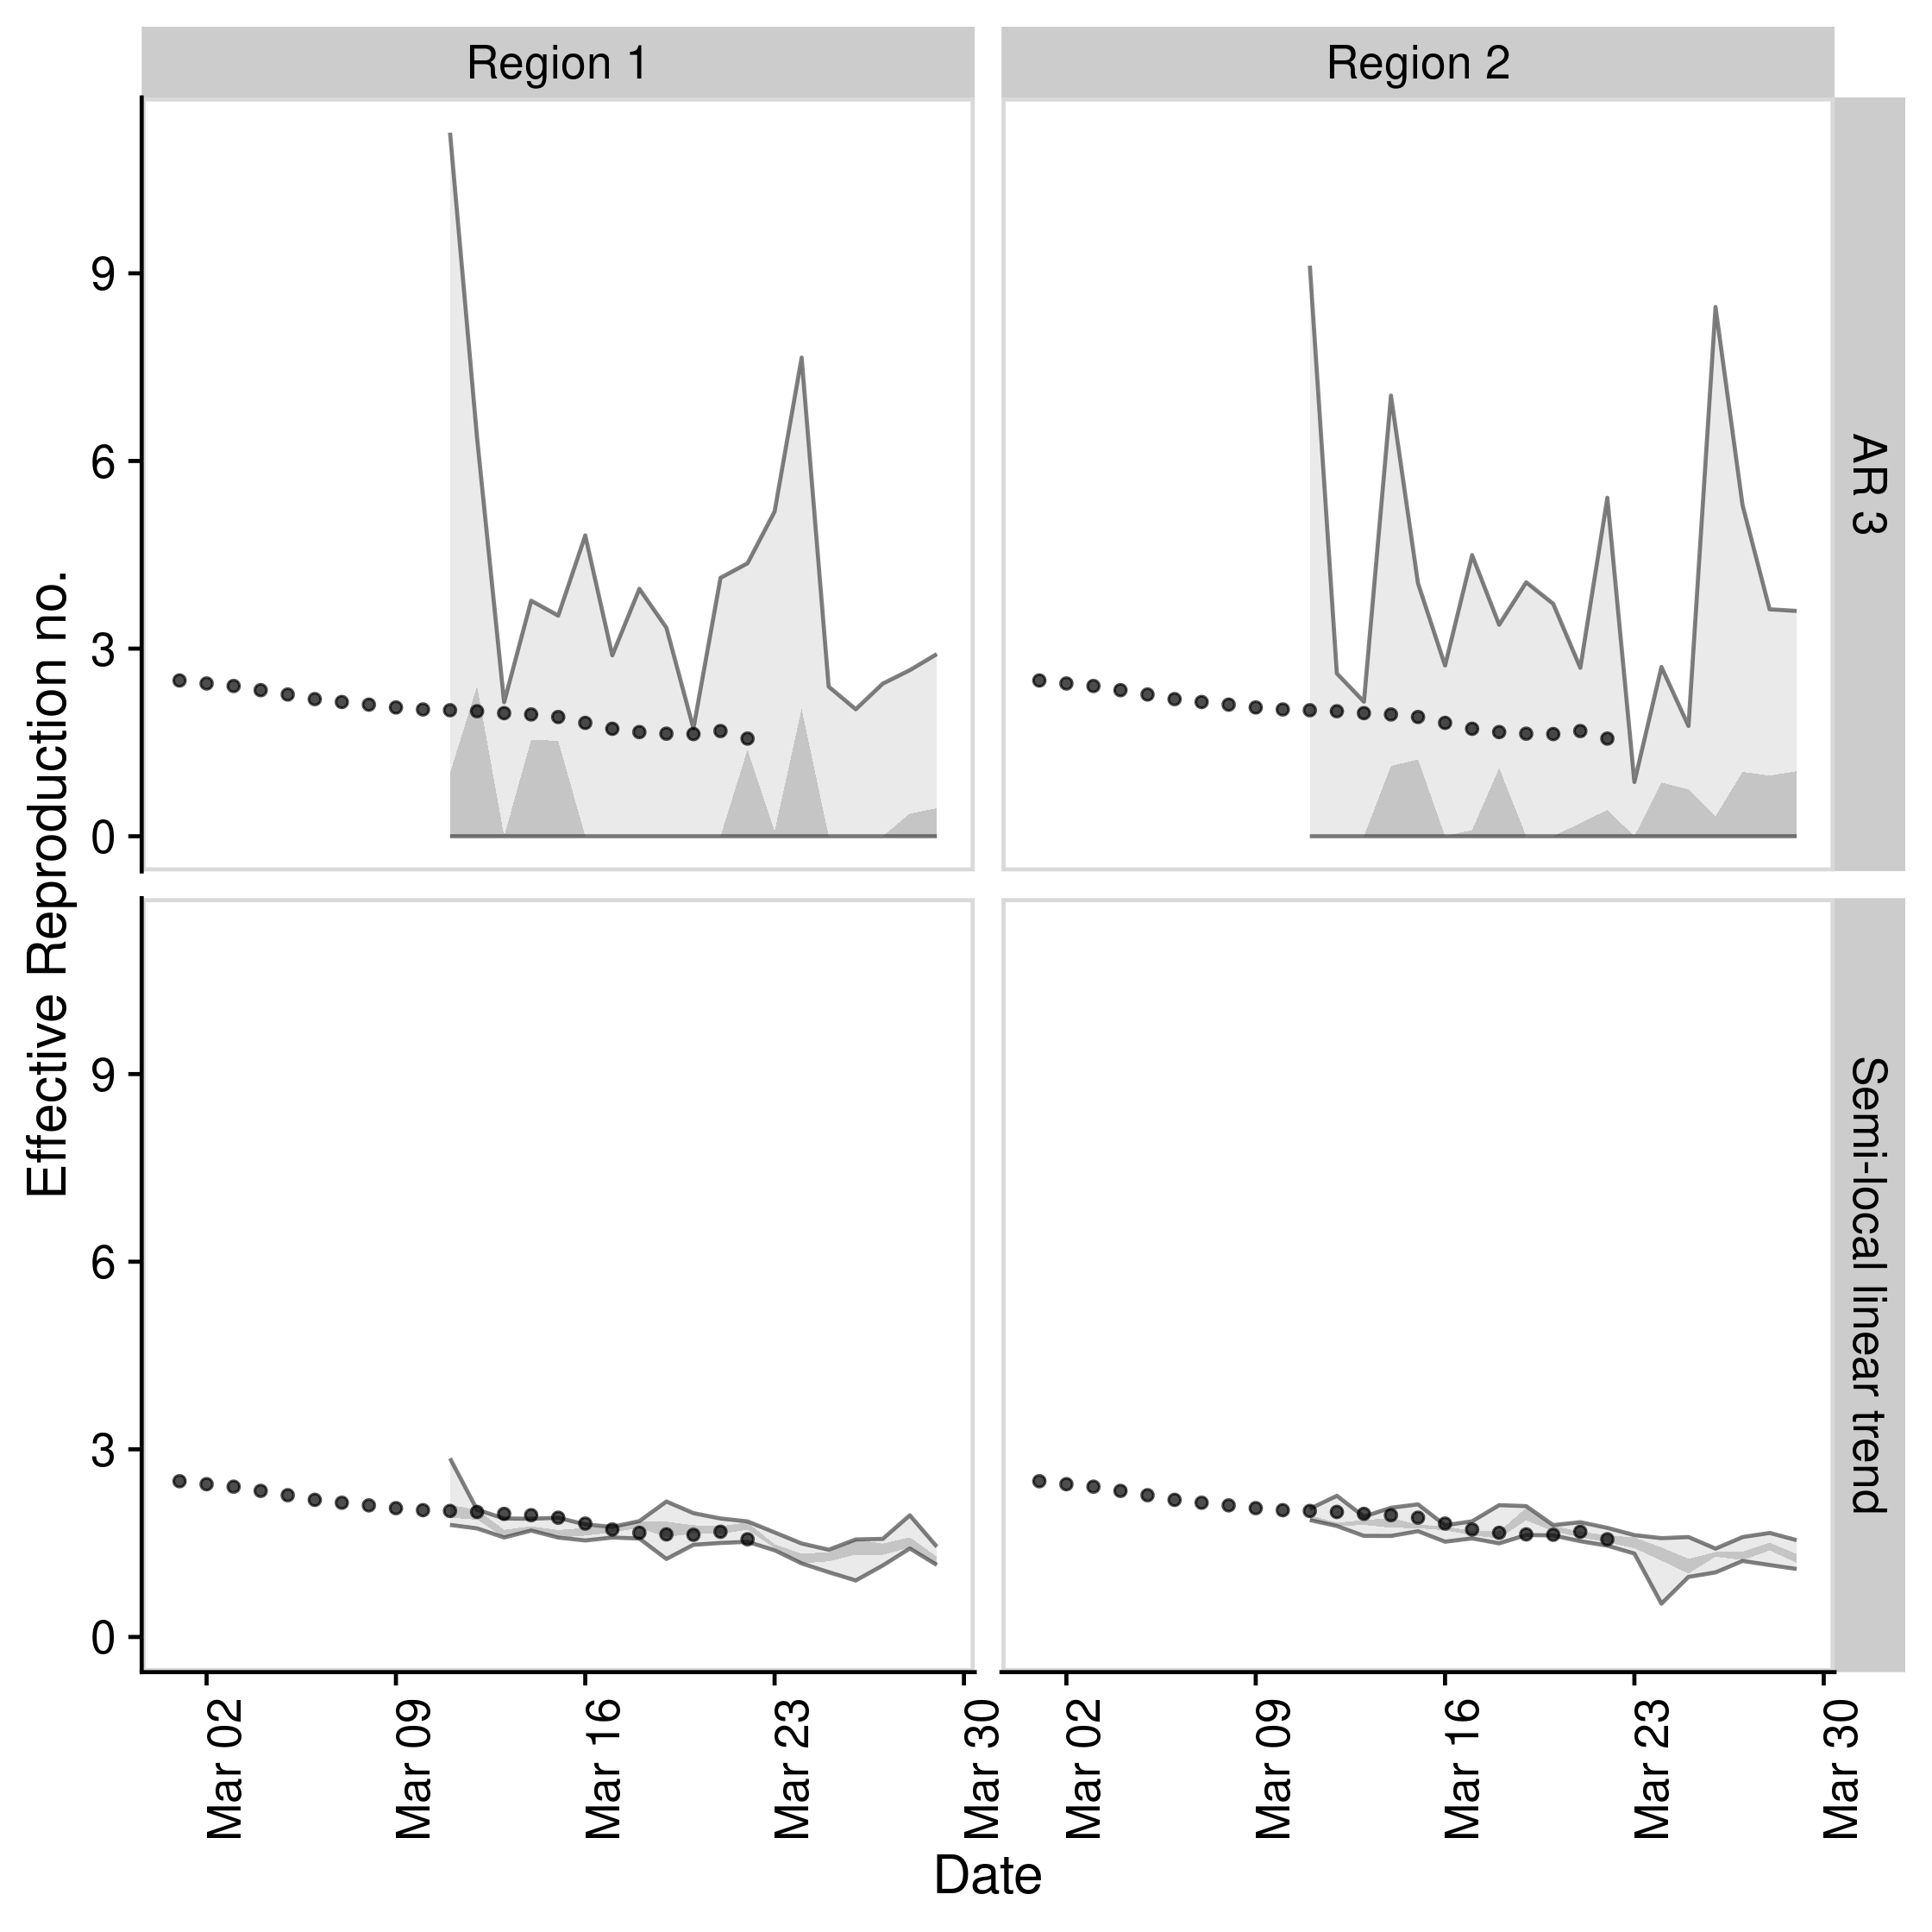 Region 1
Region 2
AR 3
Semi-local linear trend
Effective Reproduction no.
9
6
3
0
9
6
3
0
Mar 02
Mar 09
Mar 16
Mar 23
Mar 30
Mar 02
Mar 09
Mar 16
Mar 23
Mar 30
Date